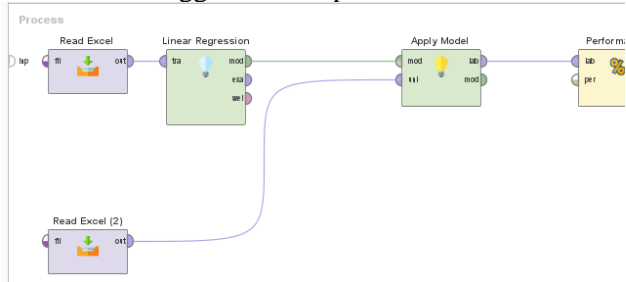 Process
Read Excel
Linear Regression
Apply Model
Performa
inp
fil
out
tra
mod
exa
wei
mod
unl
lab
mod
lab
per
%
Read Excel (2)
fil
out